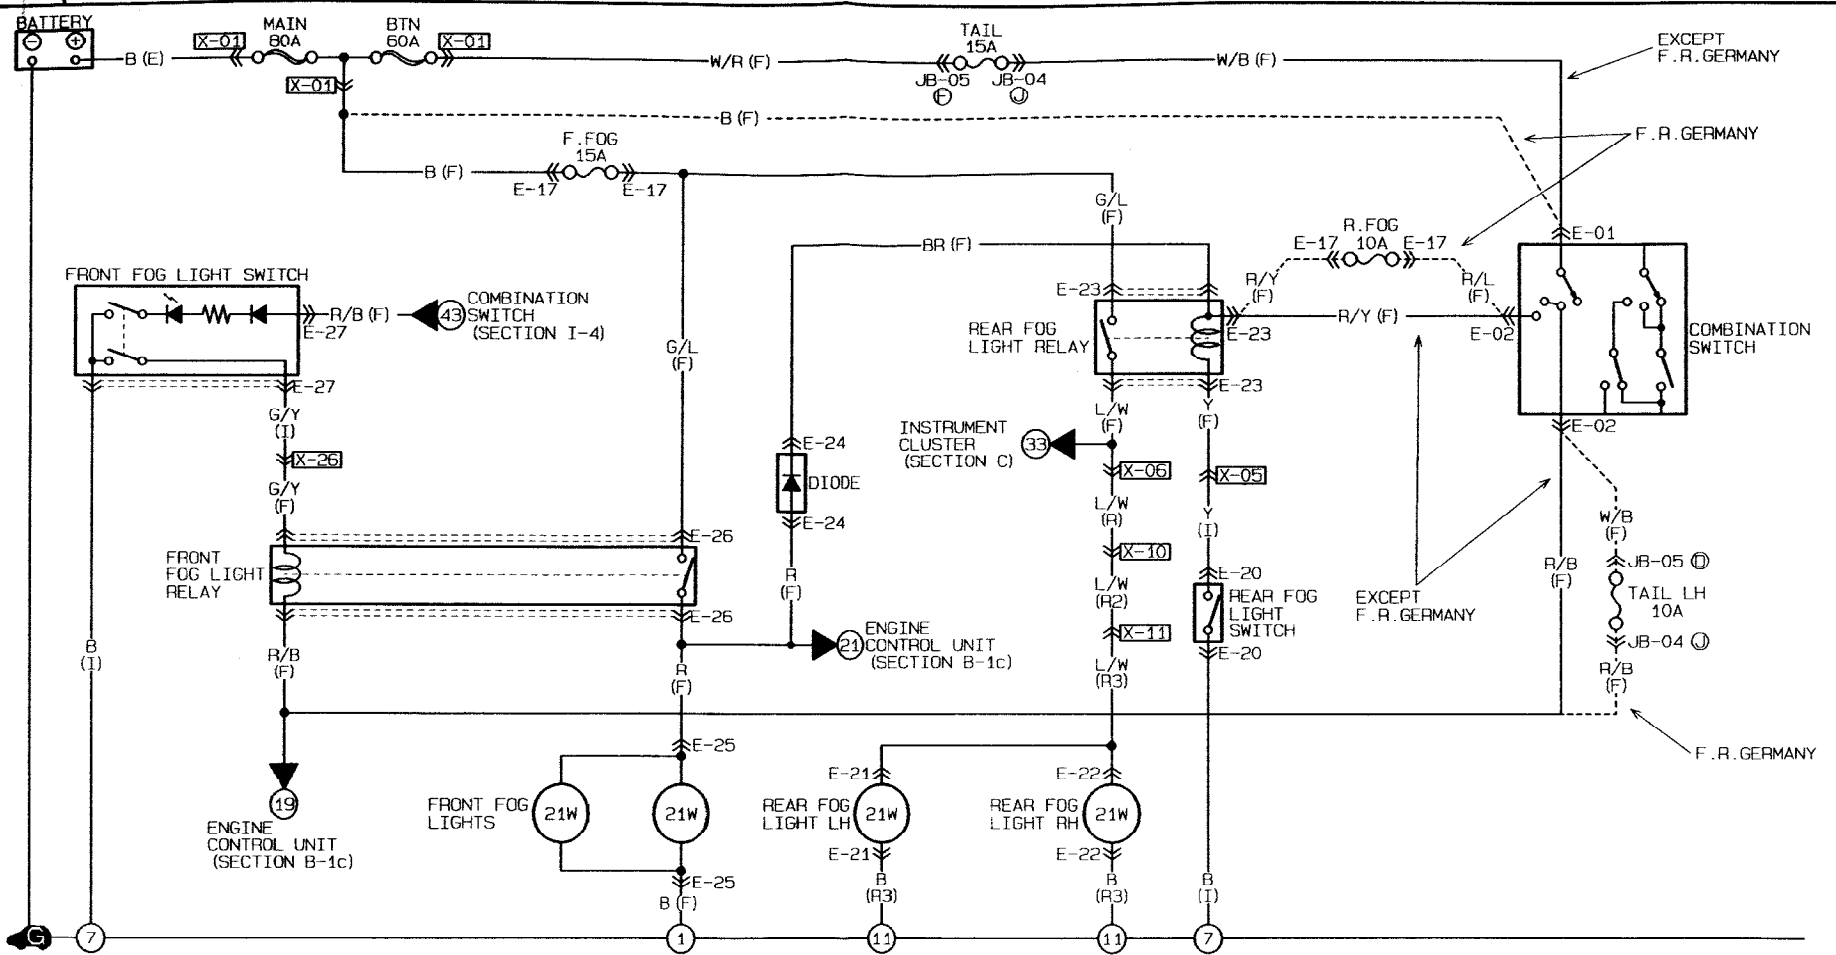 BATTERY
MAIN
80A
BTN
60A
X-01
X-01
B (E)
X-01
W/R (F)
TAIL
15A
JB-05
JB-04
F
J
W/B (F)
EXCEPT
F.R.GERMANY
B (F)
F.R.GERMANY
F.FOG
15A
B (F)
E-17
E-17
G/L
(F)
BR (F)
R.FOG
E-17
10A
E-17
R/Y
(F)
R/L
(F)
E-01
FRONT FOG LIGHT SWITCH
R/B (F)
43
COMBINATION
SWITCH
(SECTION I-4)
E-27
E-23
REAR FOG
LIGHT RELAY
E-23
R/Y (F)
E-02
COMBINATION
SWITCH
G/L
(F)
E-27
E-23
G/Y
(I)
L/W
(F)
Y
(F)
E-02
INSTRUMENT
CLUSTER
(SECTION C)
33
E-24
X-26
X-06
X-05
G/Y
(F)
DIODE
E-24
L/W
(R)
Y
(I)
W/B
(F)
E-26
X-10
FRONT
FOG LIGHT
RELAY
R
(F)
L/W
(R2)
E-20
REAR FOG
LIGHT
SWITCH
R/B
(F)
JB-05 D
TAIL LH
10A
EXCEPT
F.R.GERMANY
E-26
X-11
E-20
JB-04 J
B
(I)
R/B
(F)
R
(F)
21
ENGINE
CONTROL UNIT
(SECTION B-1c)
L/W
(R3)
R/B
(F)
E-25
F.R.GERMANY
19
ENGINE
CONTROL UNIT
(SECTION B-1c)
FRONT FOG
LIGHTS
21W
21W
E-21
REAR FOG
LIGHT LH
21W
E-22
REAR FOG
LIGHT RH
21W
E-25
E-21
E-22
B (F)
B
(R3)
B
(R3)
B
(I)
G
7
1
11
11
7